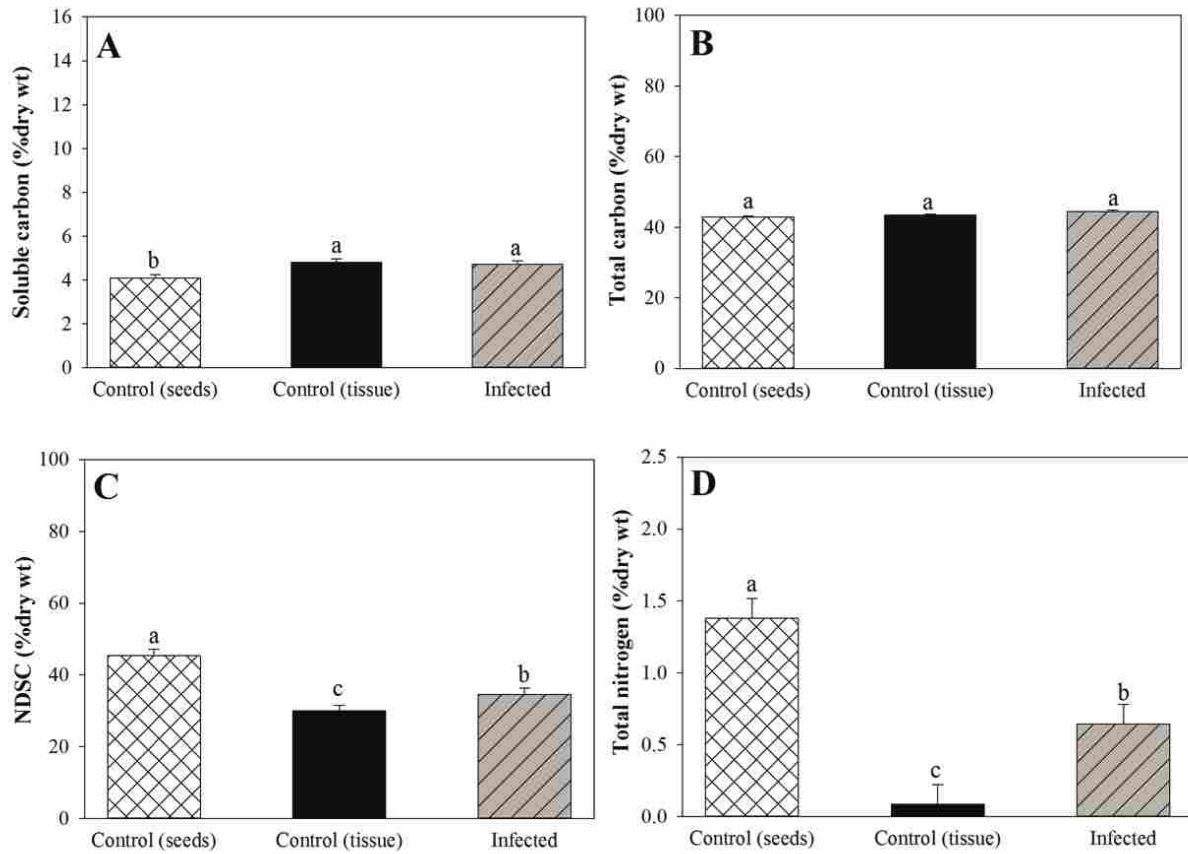 A
Soluble carbon (%dry wt)
16
14
12
10
8
6
4
2
0
b
a
a
Control (seeds)
Control (tissue)
Infected
B
Total carbon (%dry wt)
100
80
60
40
20
0
a
a
a
Control (seeds)
Control (tissue)
Infected
C
NDSC (%dry wt)
100
80
60
40
20
0
a
c
b
Control (seeds)
Control (tissue)
Infected
D
Total nitrogen (%dry wt)
2.5
2.0
1.5
1.0
0.5
0.0
a
c
b
Control (seeds)
Control (tissue)
Infected